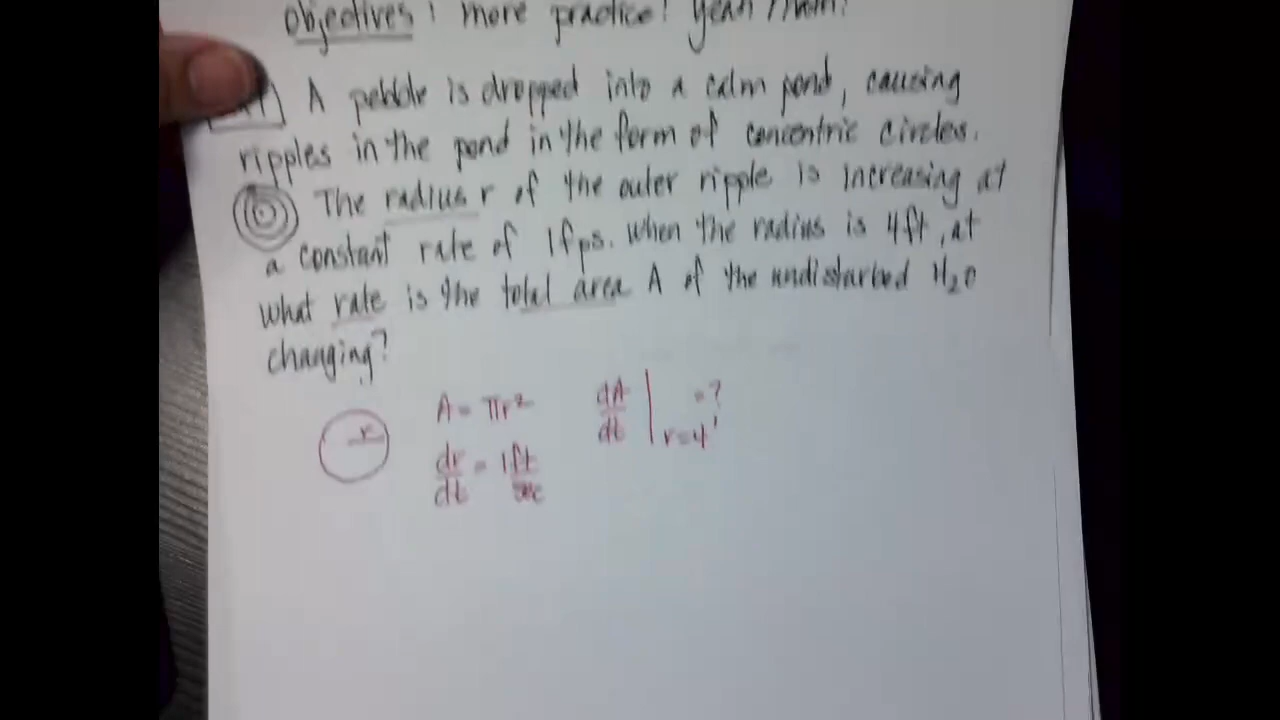 objectives : more practice! yeah
A pebble is dropped into a calm pond, causing
ripples in the pond in the form of concentric circles.
The radius r of the outer ripple is increasing at
a constant rate of 1fps. When the radius is 4ft, at
what rate is the total area A of the undisturbed H₂O
changing?
r
A = πr²
dr/dt = 1ft/sec
dA/dt | r=4' = ?